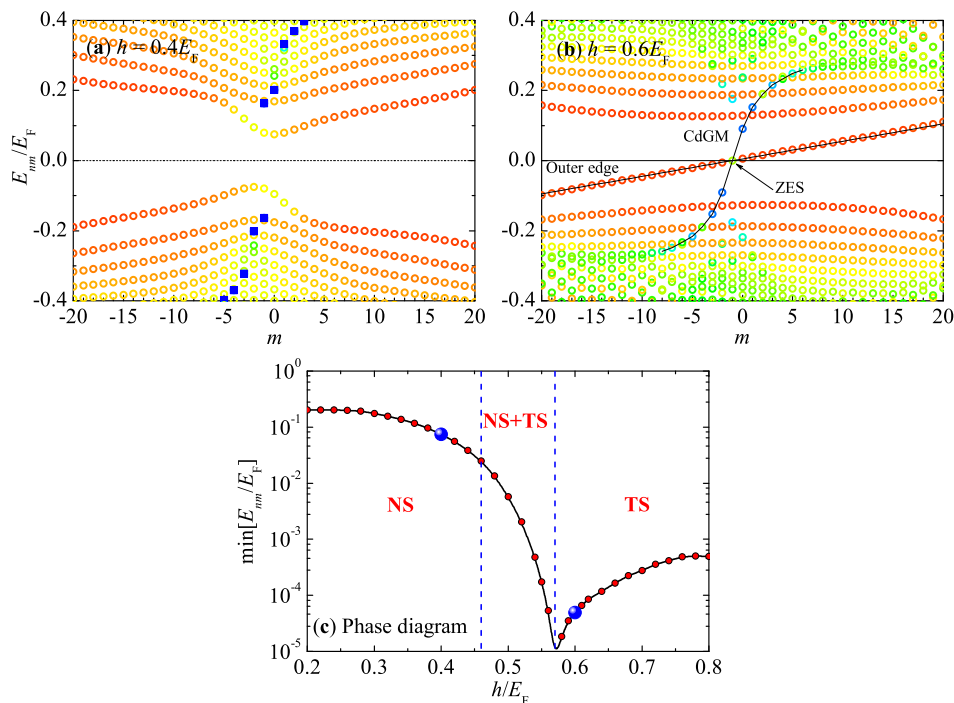 (a) h = 0.4E_F
(b) h = 0.6E_F
E_nm/E_F
0.4
0.2
0.0
-0.2
-0.4
-20 -15 -10 -5 0 5 10 15 20
m
0.4
0.2
0.0
-0.2
-0.4
CdGM
Outer edge
ZES
-20 -15 -10 -5 0 5 10 15 20
m
min[E_nm/E_F]
10^0
10^-1
10^-2
10^-3
10^-4
10^-5
NS+TS
NS
TS
(c) Phase diagram
0.2 0.3 0.4 0.5 0.6 0.7 0.8
h/E_F